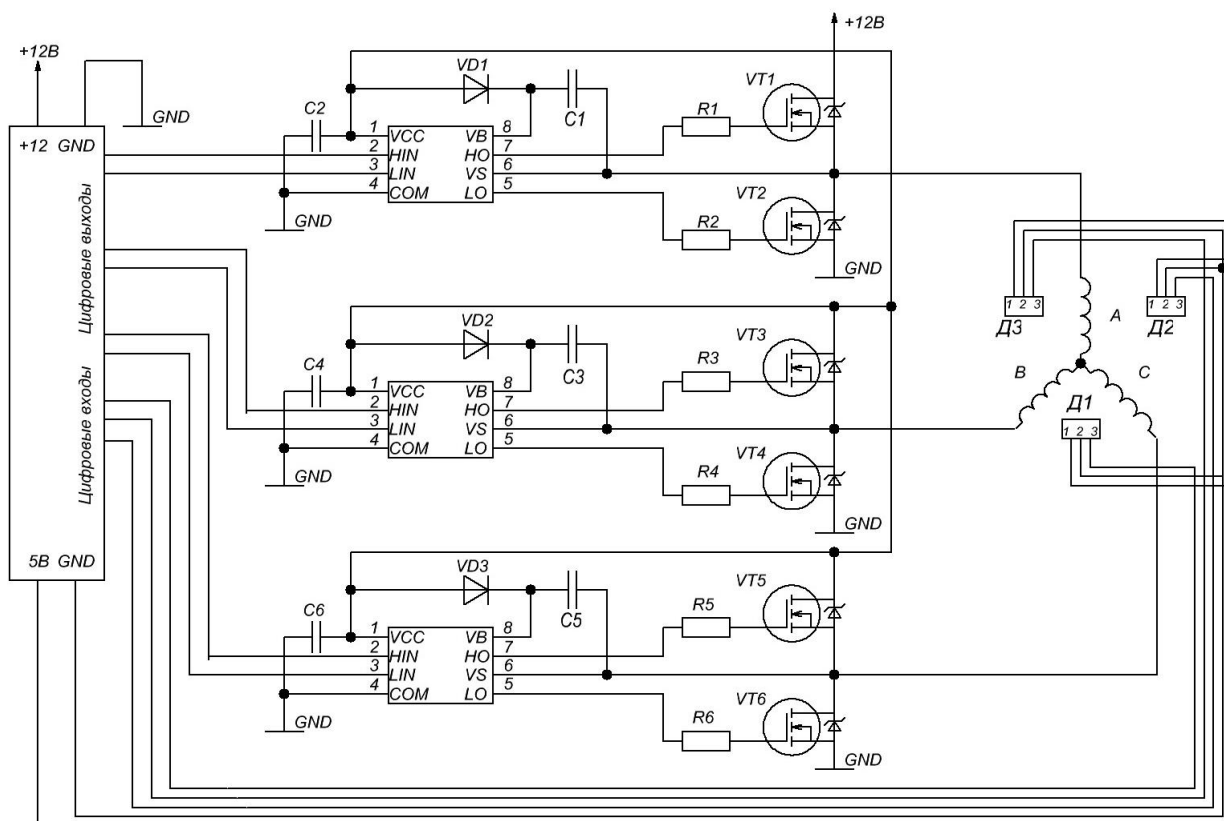 +12В
GND
+12 GND
Цифровые выходы
Цифровые входы
5В GND
+12В
VD1
C2
C1
1 VCC VB 8
2 HIN HO 7
3 LIN VS 6
4 COM LO 5
GND
R1
VT1
R2
VT2
GND
VD2
C4
C3
1 VCC VB 8
2 HIN HO 7
3 LIN VS 6
4 COM LO 5
GND
R3
VT3
R4
VT4
GND
VD3
C6
C5
1 VCC VB 8
2 HIN HO 7
3 LIN VS 6
4 COM LO 5
GND
R5
VT5
R6
VT6
GND
1 2 3
Д3
1 2 3
Д2
A
B
C
Д1
1 2 3